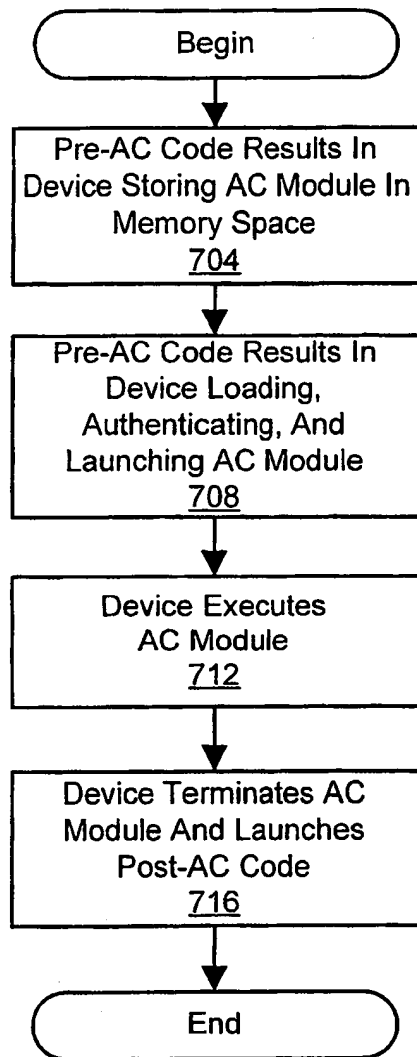 Begin
Pre-AC Code Results In
Device Storing AC Module In
Memory Space
704
Pre-AC Code Results In
Device Loading,
Authenticating, And
Launching AC Module
708
Device Executes
AC Module
712
Device Terminates AC
Module And Launches
Post-AC Code
716
End